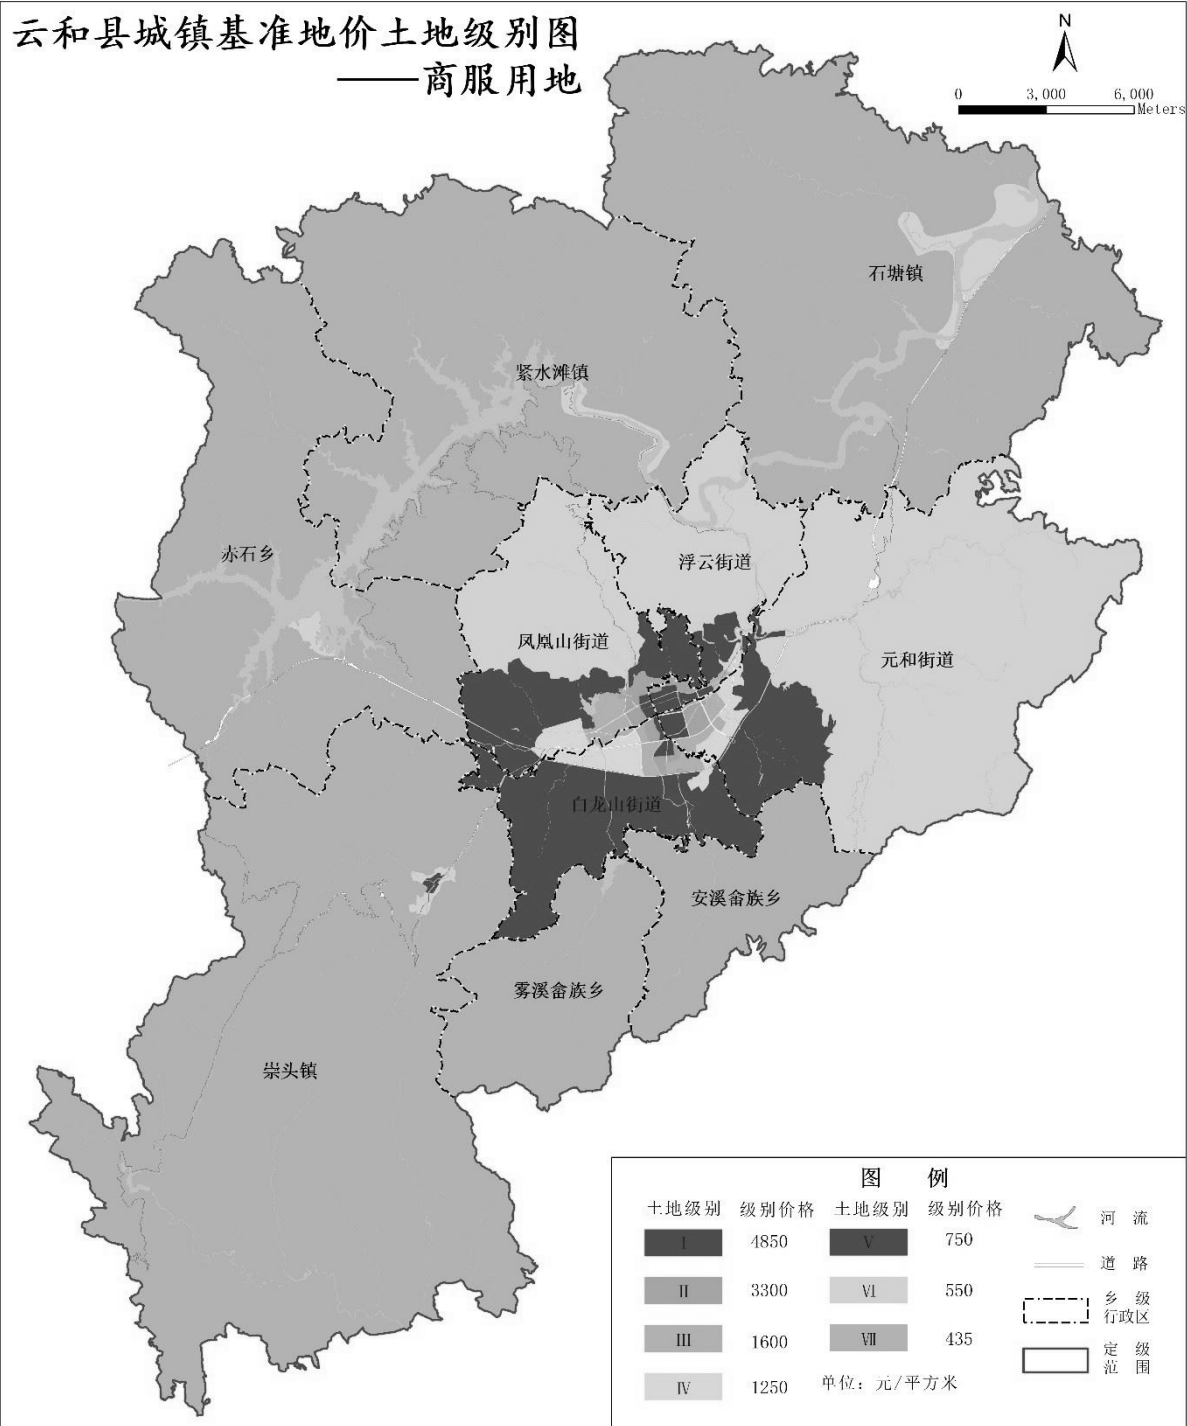 云和县城镇基准地价土地级别图
——商服用地
N
0 3,000 6,000
Meters
石塘镇
紧水滩镇
赤石乡
浮云街道
凤凰山街道
元和街道
白龙山街道
安溪畲族乡
雾溪畲族乡
崇头镇
图 例
土地级别 级别价格 土地级别 级别价格
I 4850 V 750
II 3300 VI 550
III 1600 VII 435
IV 1250 单位：元/平方米
河 流
道 路
乡 级
行政区
定 级
范 围